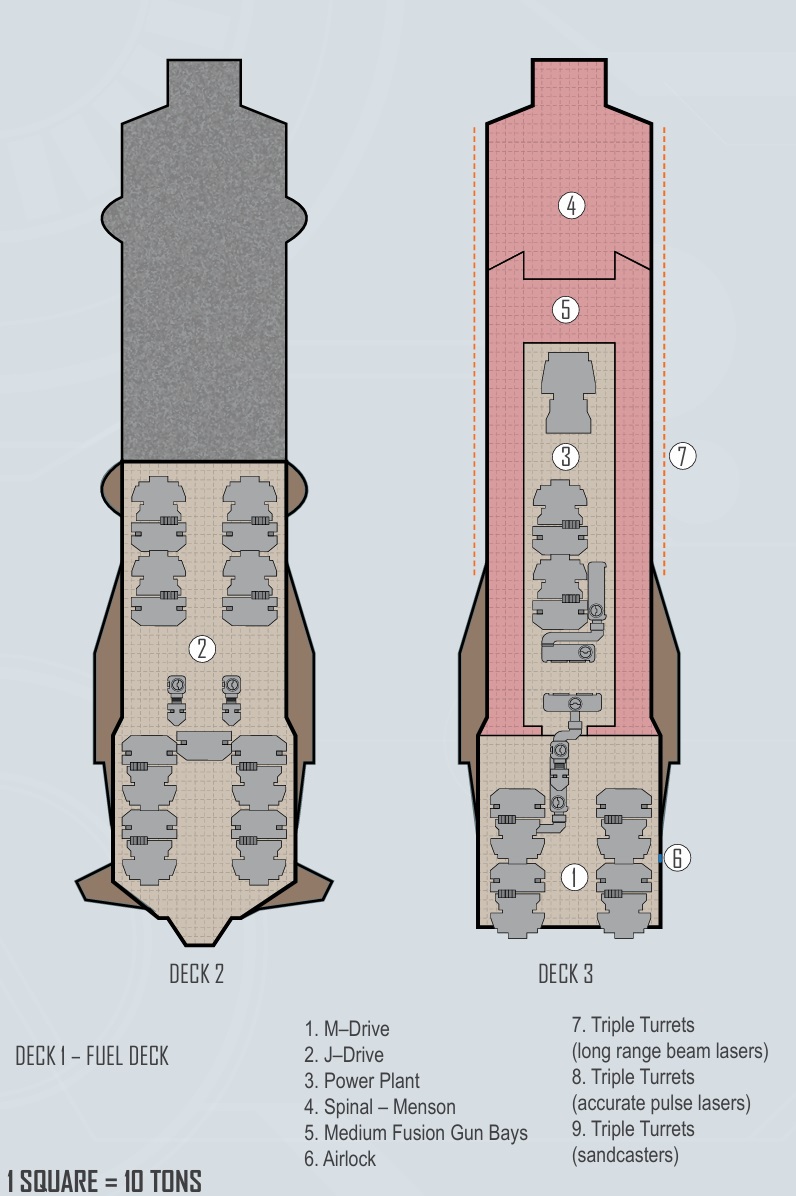 4
5
3
7
2
6
1
DECK 2
DECK 3
DECK 1 – FUEL DECK
1. M–Drive
2. J–Drive
3. Power Plant
4. Spinal – Menson
5. Medium Fusion Gun Bays
6. Airlock
7. Triple Turrets
(long range beam lasers)
8. Triple Turrets
(accurate pulse lasers)
9. Triple Turrets
(sandcasters)
1 SQUARE = 10 TONS